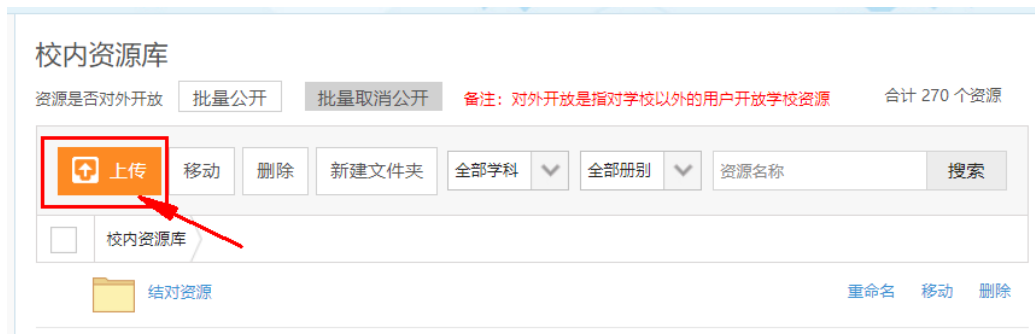 校内资源库
资源是否对外开放 批量公开 批量取消公开 备注：对外开放是指对学校以外的用户开放学校资源 合计 270 个资源
上传 移动 删除 新建文件夹 全部学科 全部册别 资源名称 搜索
校内资源库
结对资源 重命名 移动 删除